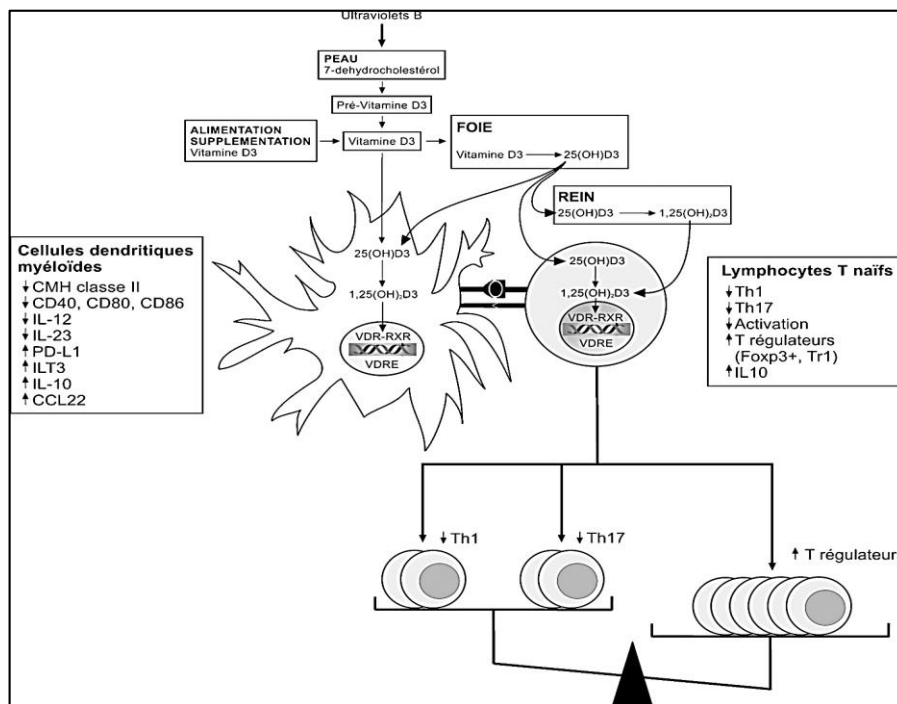 Ultraviolets B
PEAU
7-dehydrocholestérol
Pré-Vitamine D3
ALIMENTATION
SUPPLEMENTATION
Vitamine D3
Vitamine D3
FOIE
Vitamine D3
25(OH)D3
REIN
25(OH)D3
1,25(OH)₂D3
Cellules dendritiques
myéloïdes
↓CMH classe II
↓CD40, CD80, CD86
↓IL-12
↓IL-23
↑PD-L1
↑ILT3
↑IL-10
↑CCL22
25(OH)D3
1,25(OH)₂D3
VDR-RXR
VDRE
25(OH)D3
1,25(OH)₂D3
VDR-RXR
VDRE
Lymphocytes T naïfs
↓Th1
↓Th17
↓Activation
↑T régulateurs
(Foxp3+, Tr1)
↑IL10
↓Th1
↓Th17
↑ T régulateur